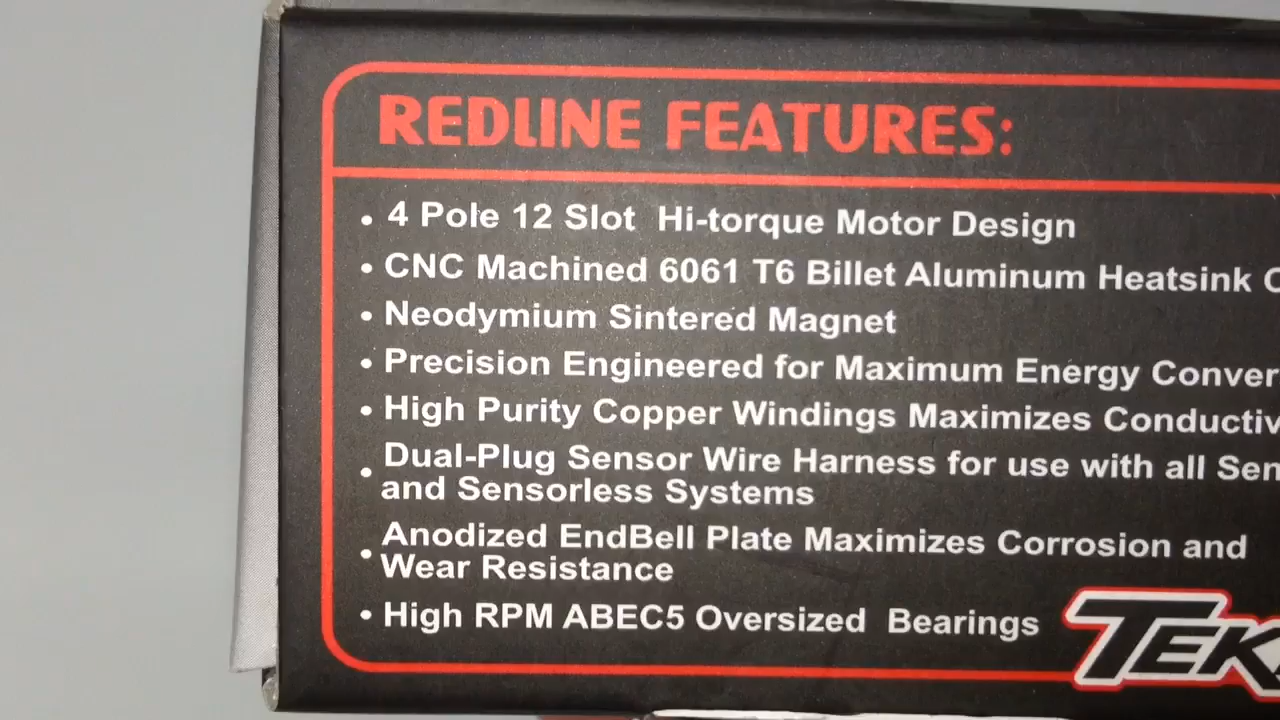 REDLINE FEATURES:
• 4 Pole 12 Slot Hi-torque Motor Design
• CNC Machined 6061 T6 Billet Aluminum Heatsink
• Neodymium Sintered Magnet
• Precision Engineered for Maximum Energy
• High Purity Copper Windings Maximizes
• Dual-Plug Sensor Wire Harness for use with all
and Sensorless Systems
• Anodized EndBell Plate Maximizes Corrosion and
Wear Resistance
• High RPM ABEC5 Oversized Bearings